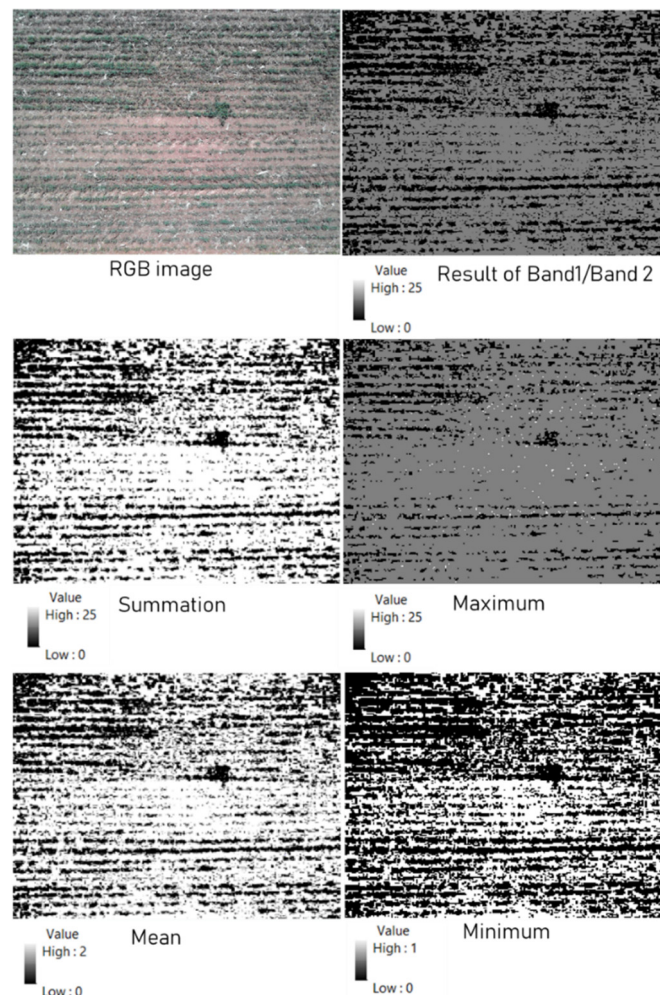 RGB image
Value
High : 25
Low : 0
Result of Band1/Band 2
Value
High : 25
Low : 0
Summation
Value
High : 25
Low : 0
Maximum
Value
High : 2
Low : 0
Mean
Value
High : 1
Low : 0
Minimum